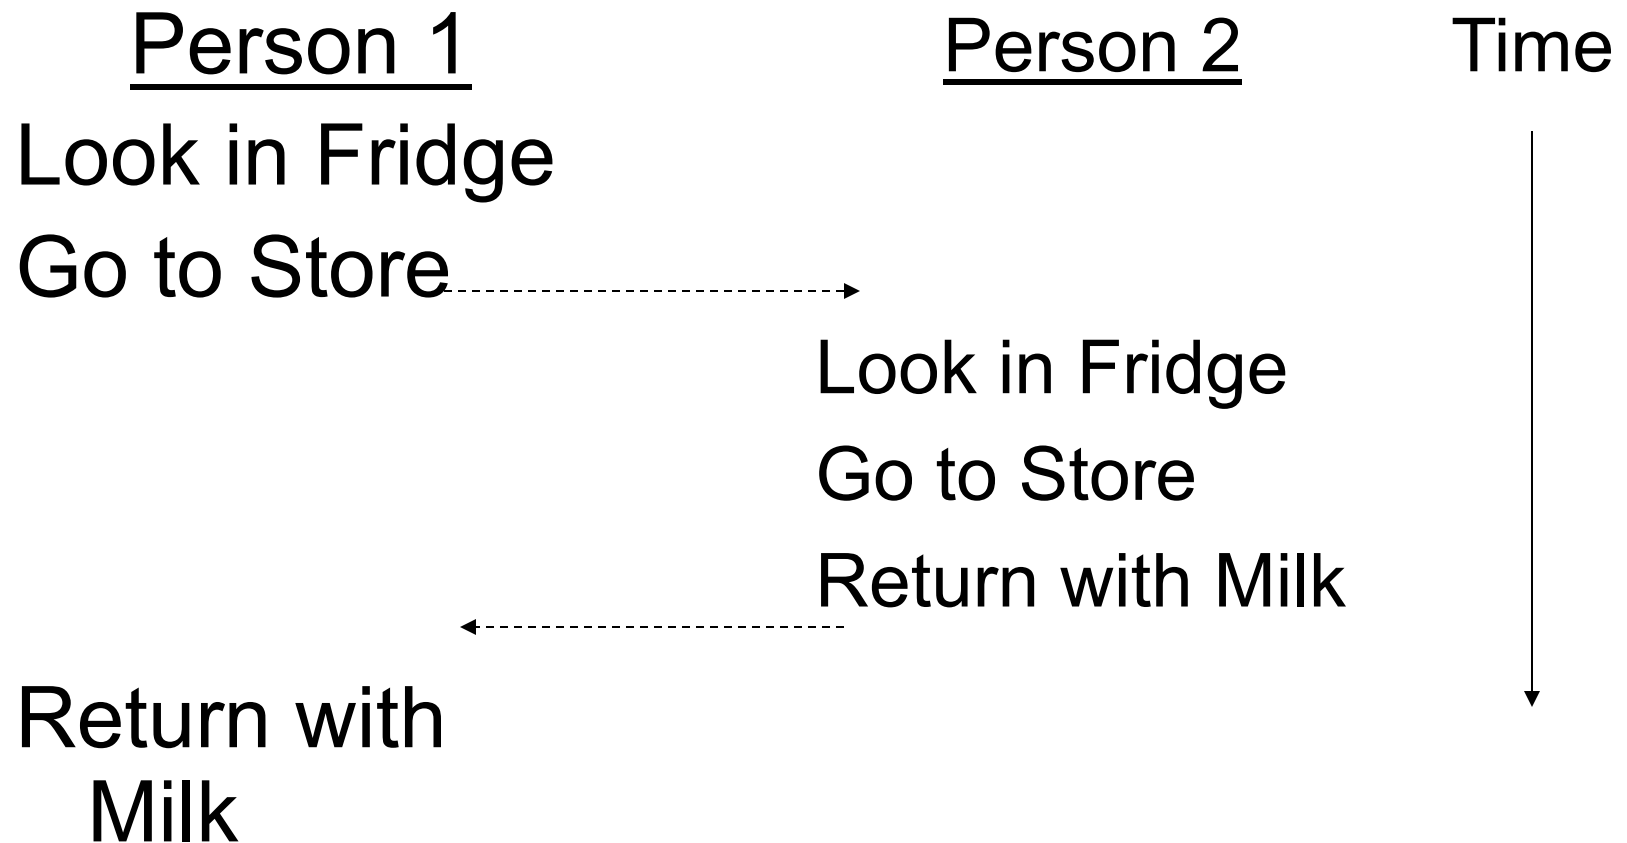 Person 1
Person 2
Time
Look in Fridge
Go to Store
Look in Fridge
Go to Store
Return with Milk
Return with
Milk